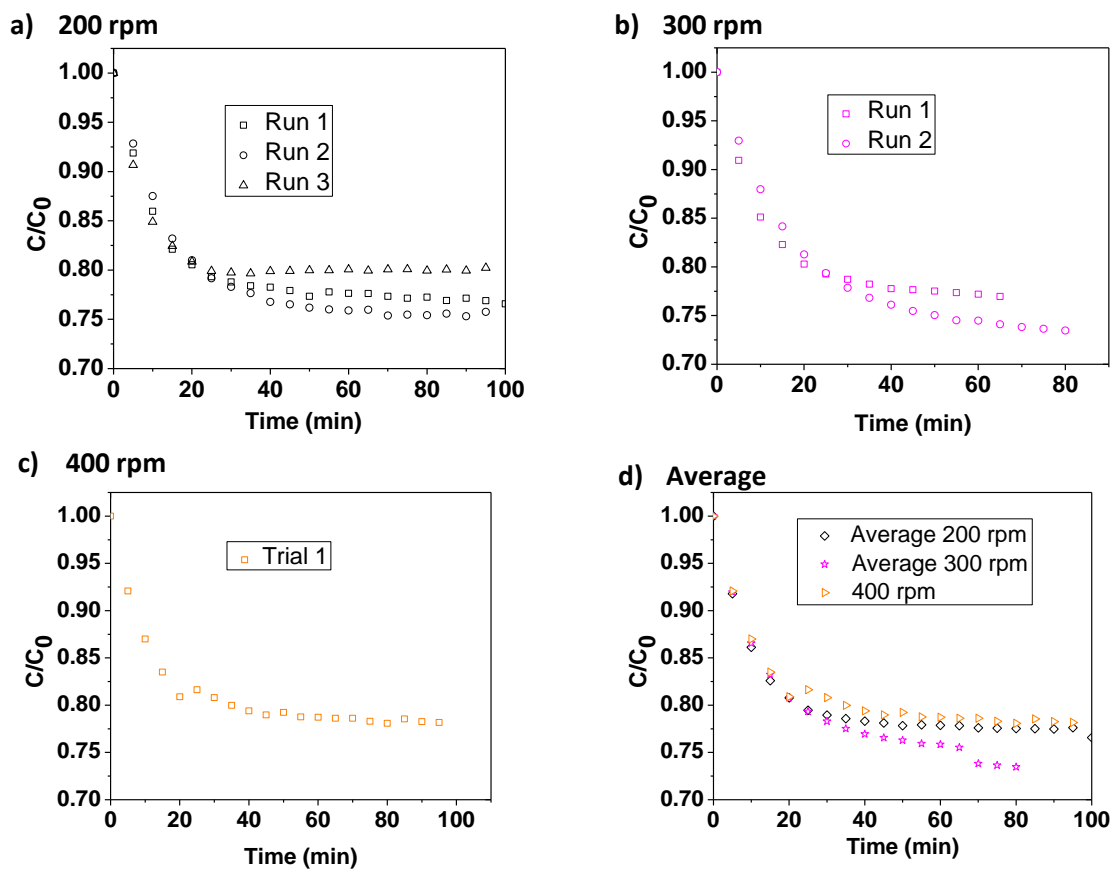 a) 200 rpm
1.00
0.95
0.90
0.85
0.80
0.75
0.70
C/C0
Run 1
Run 2
Run 3
0 20 40 60 80 100
Time (min)
b) 300 rpm
1.00
0.95
0.90
0.85
0.80
0.75
0.70
C/C0
Run 1
Run 2
0 20 40 60 80
Time (min)
c) 400 rpm
1.00
0.95
0.90
0.85
0.80
0.75
0.70
C/C0
Trial 1
0 20 40 60 80 100
Time (min)
d) Average
1.00
0.95
0.90
0.85
0.80
0.75
0.70
C/C0
Average 200 rpm
Average 300 rpm
400 rpm
0 20 40 60 80 100
Time (min)